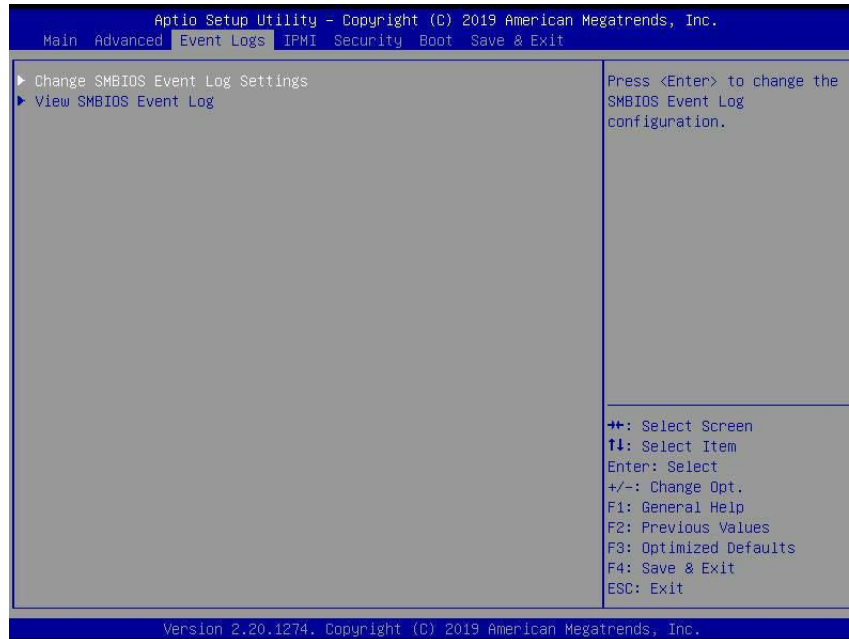 Aptio Setup Utility – Copyright (C) 2019 American Megatrends, Inc.
Main Advanced Event Logs IPMI Security Boot Save & Exit
▶ Change SMBIOS Event Log Settings
▶ View SMBIOS Event Log
Press <Enter> to change the
SMBIOS Event Log
configuration.
→←: Select Screen
↑↓: Select Item
Enter: Select
+/-: Change Opt.
F1: General Help
F2: Previous Values
F3: Optimized Defaults
F4: Save & Exit
ESC: Exit
Version 2.20.1274. Copyright (C) 2019 American Megatrends, Inc.